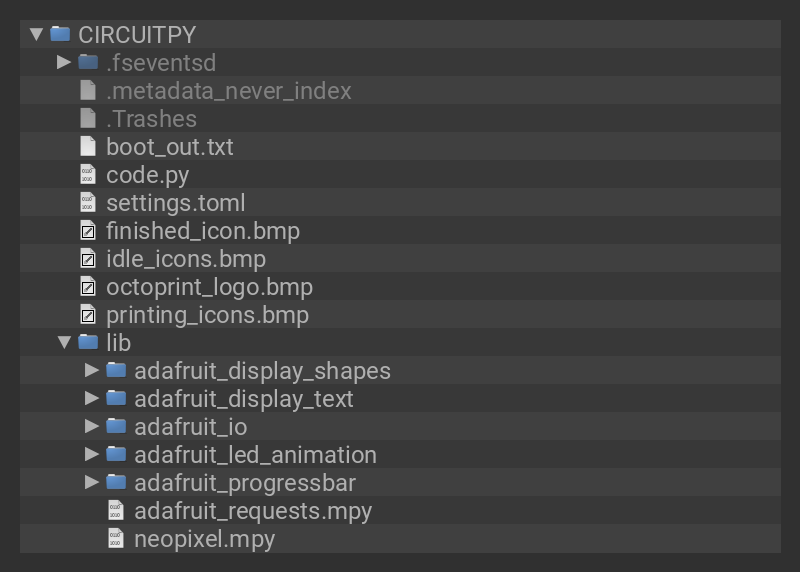 CIRCUITPY
.fseventsd
.metadata_never_index
.Trashes
boot_out.txt
code.py
settings.toml
finished_icon.bmp
idle_icons.bmp
octoprint_logo.bmp
printing_icons.bmp
lib
adafruit_display_shapes
adafruit_display_text
adafruit_io
adafruit_led_animation
adafruit_progressbar
adafruit_requests.mpy
neopixel.mpy